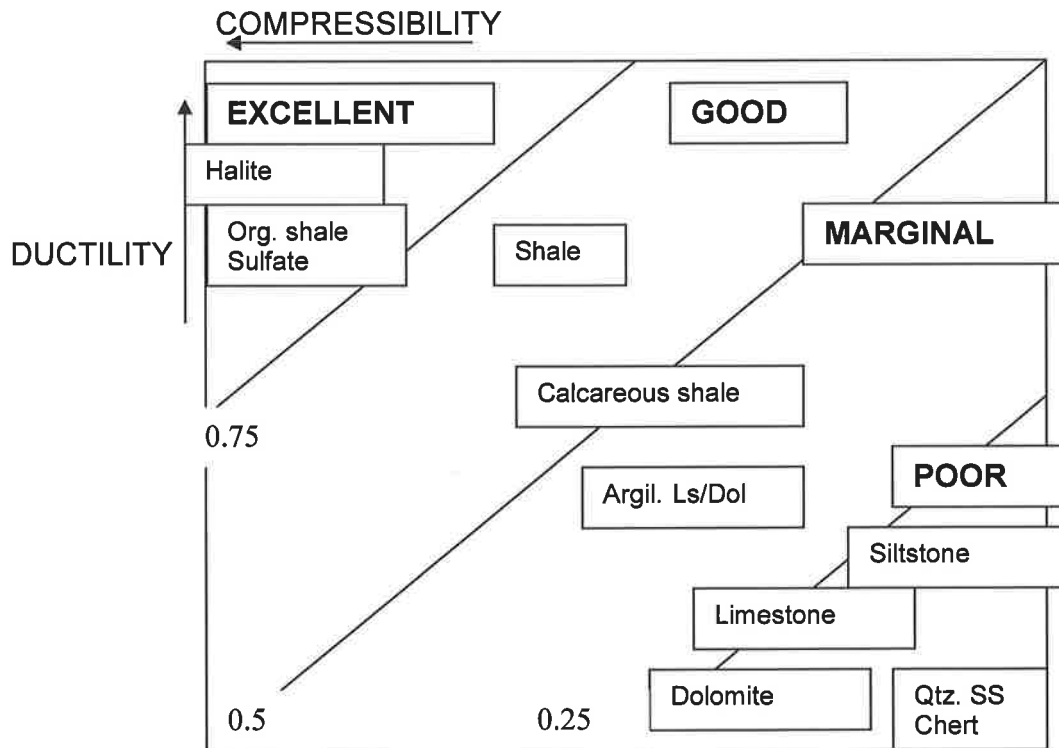 COMPRESSIBILITY
EXCELLENT
GOOD
Halite
DUCTILITY
Org. shale
Sulfate
Shale
MARGINAL
Calcareous shale
0.75
POOR
Argil. Ls/Dol
Siltstone
Limestone
0.5
0.25
Dolomite
Qtz. SS
Chert